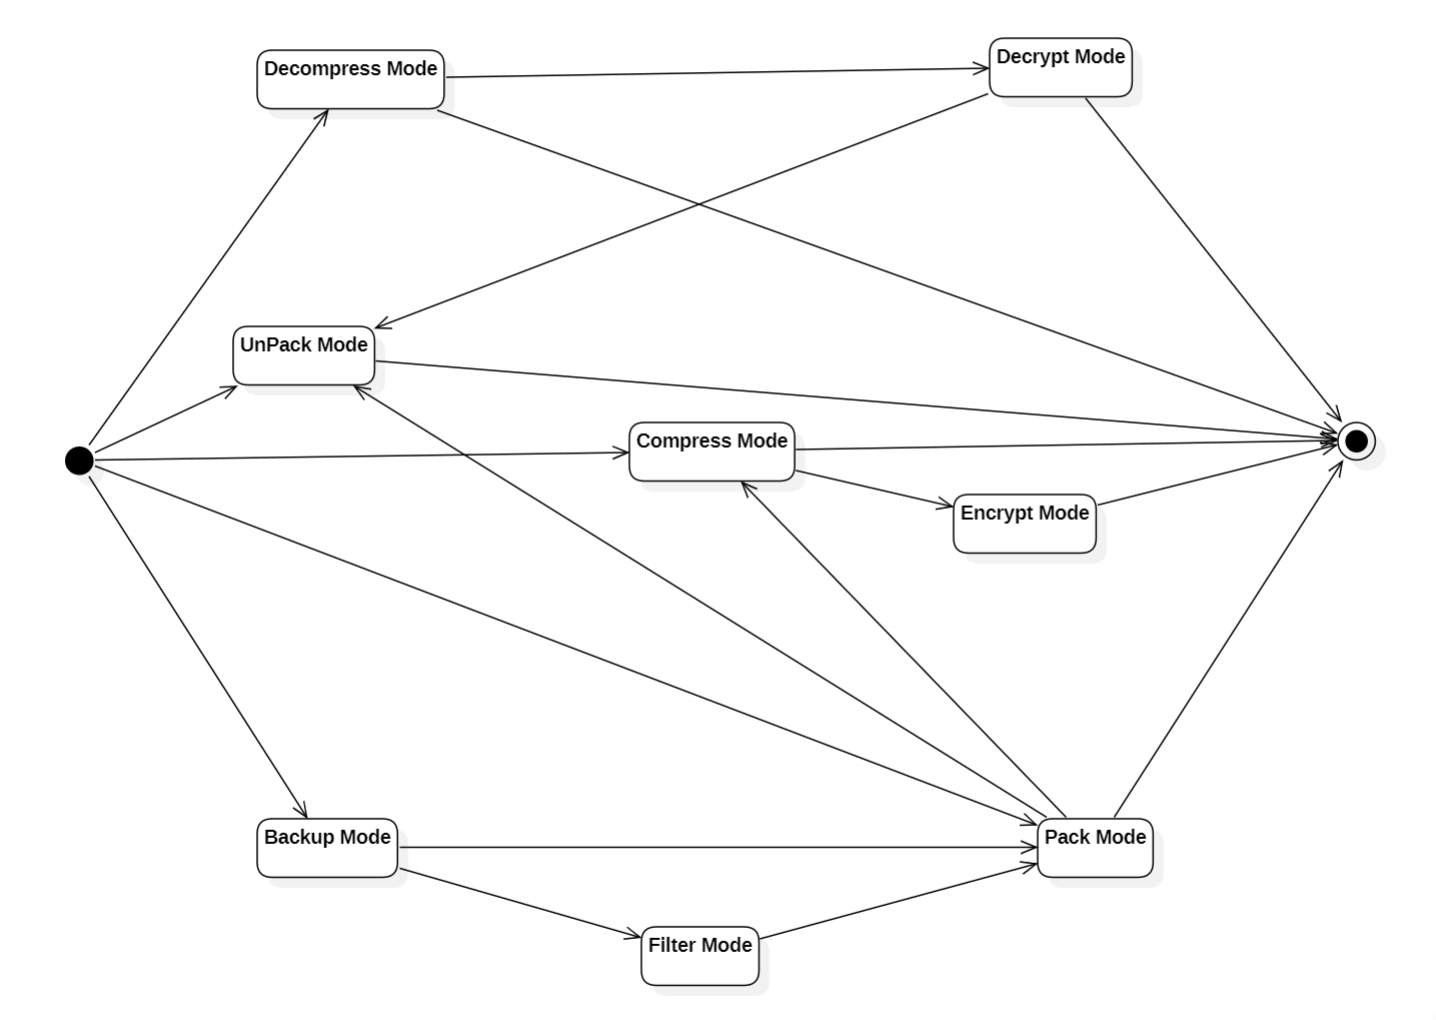 Decompress Mode
Decrypt Mode
UnPack Mode
Compress Mode
Encrypt Mode
Backup Mode
Pack Mode
Filter Mode